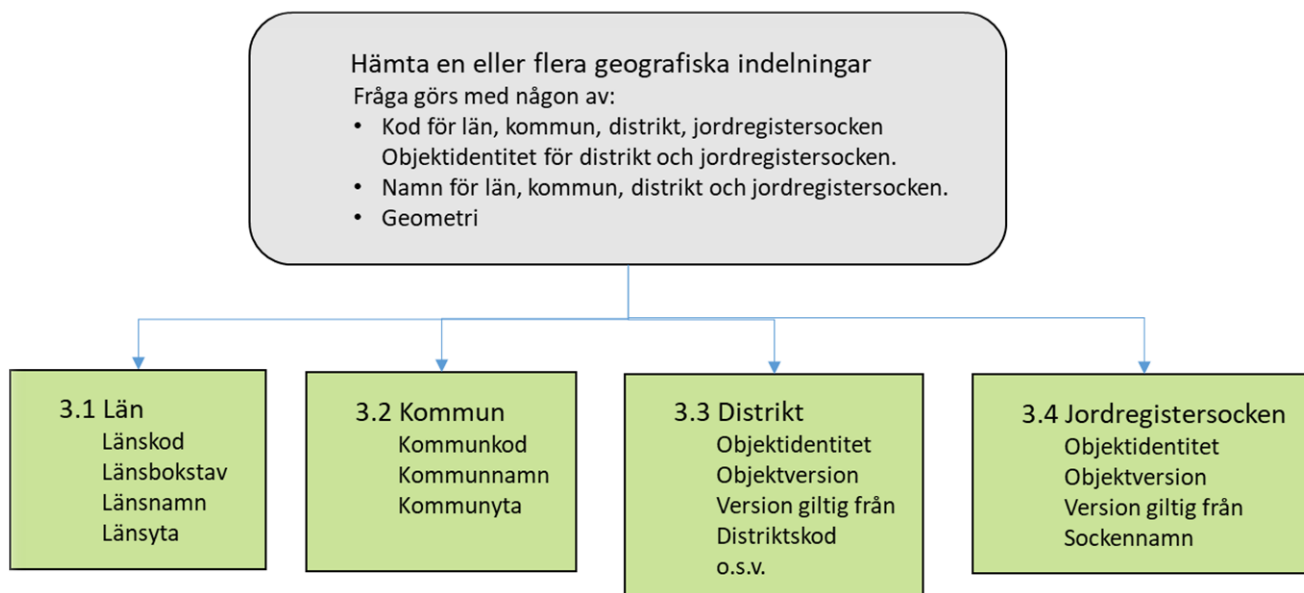 Hämta en eller flera geografiska indelningar
Fråga görs med någon av:
• Kod för län, kommun, distrikt, jordregistersocken
Objektidentitet för distrikt och jordregistersocken.
• Namn för län, kommun, distrikt och jordregistersocken.
• Geometri
3.1 Län
Länskod
Länsbokstav
Länsnamn
Länsyta
3.2 Kommun
Kommunkod
Kommunnamn
Kommunyta
3.3 Distrikt
Objektidentitet
Objektversion
Version giltig från
Distriktskod
o.s.v.
3.4 Jordregistersocken
Objektidentitet
Objektversion
Version giltig från
Sockennamn